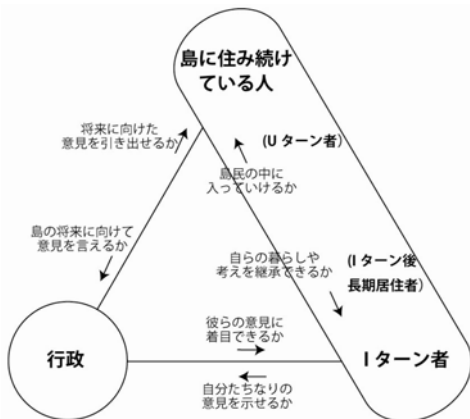 島に住み続け
ている人
将来に向けた
意見を引き出せるか
(Uターン者)
島民の中に
入っていけるか
島の将来に向けて
意見を言えるか
自らの暮らしや
考えを継承できるか
(Iターン後
長期居住者)
彼らの意見に
着目できるか
行政
Iターン者
自分たちなりの
意見を示せるか